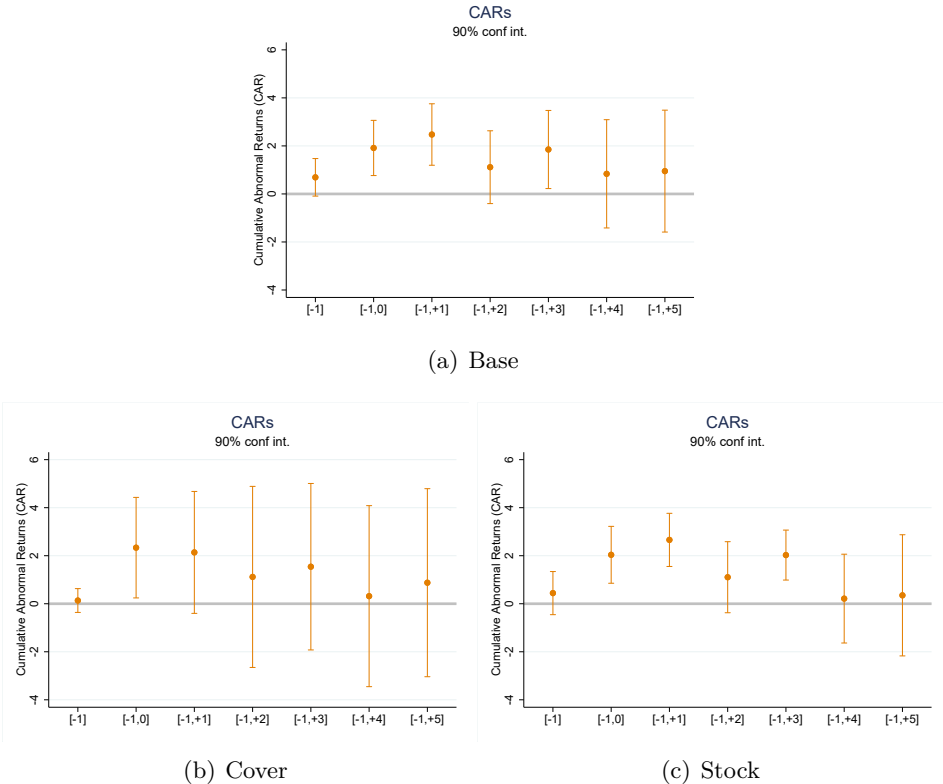 CARs
90% conf int.
Cumulative Abnormal Returns (CAR)
6
4
2
0
-2
-4
[-1] [-1,0] [-1,+1] [-1,+2] [-1,+3] [-1,+4] [-1,+5]
(a) Base
CARs
90% conf int.
Cumulative Abnormal Returns (CAR)
6
4
2
0
-2
-4
[-1] [-1,0] [-1,+1] [-1,+2] [-1,+3] [-1,+4] [-1,+5]
(b) Cover
CARs
90% conf int.
Cumulative Abnormal Returns (CAR)
6
4
2
0
-2
-4
[-1] [-1,0] [-1,+1] [-1,+2] [-1,+3] [-1,+4] [-1,+5]
(c) Stock